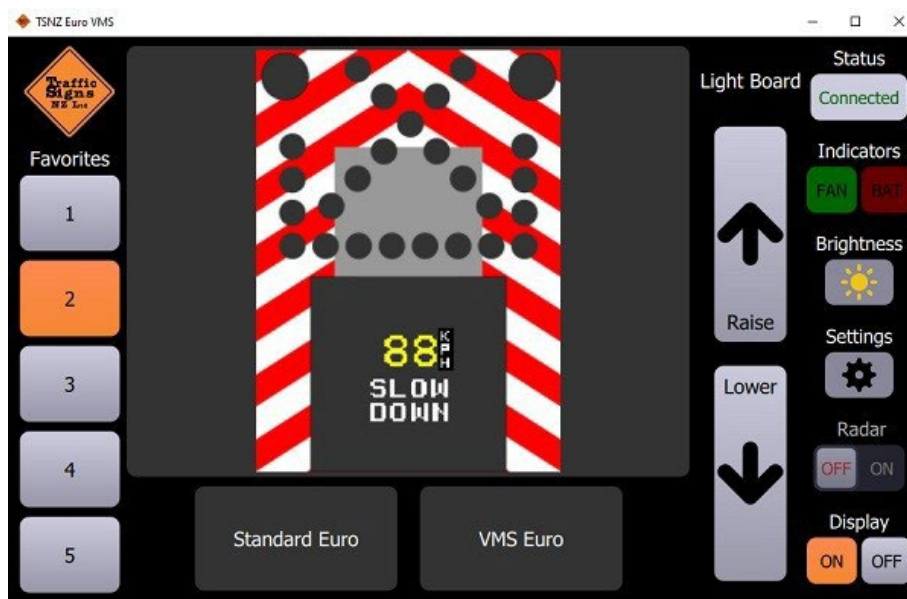 TSNZ Euro VMS
Traffic
Signs
NZ Ltd
Favorites
1
2
3
4
5
88 KPH
SLOW
DOWN
Standard Euro
VMS Euro
Light Board
Raise
Lower
Status
Connected
Indicators
FAN BAT
Brightness
Settings
Radar
OFF ON
Display
ON OFF